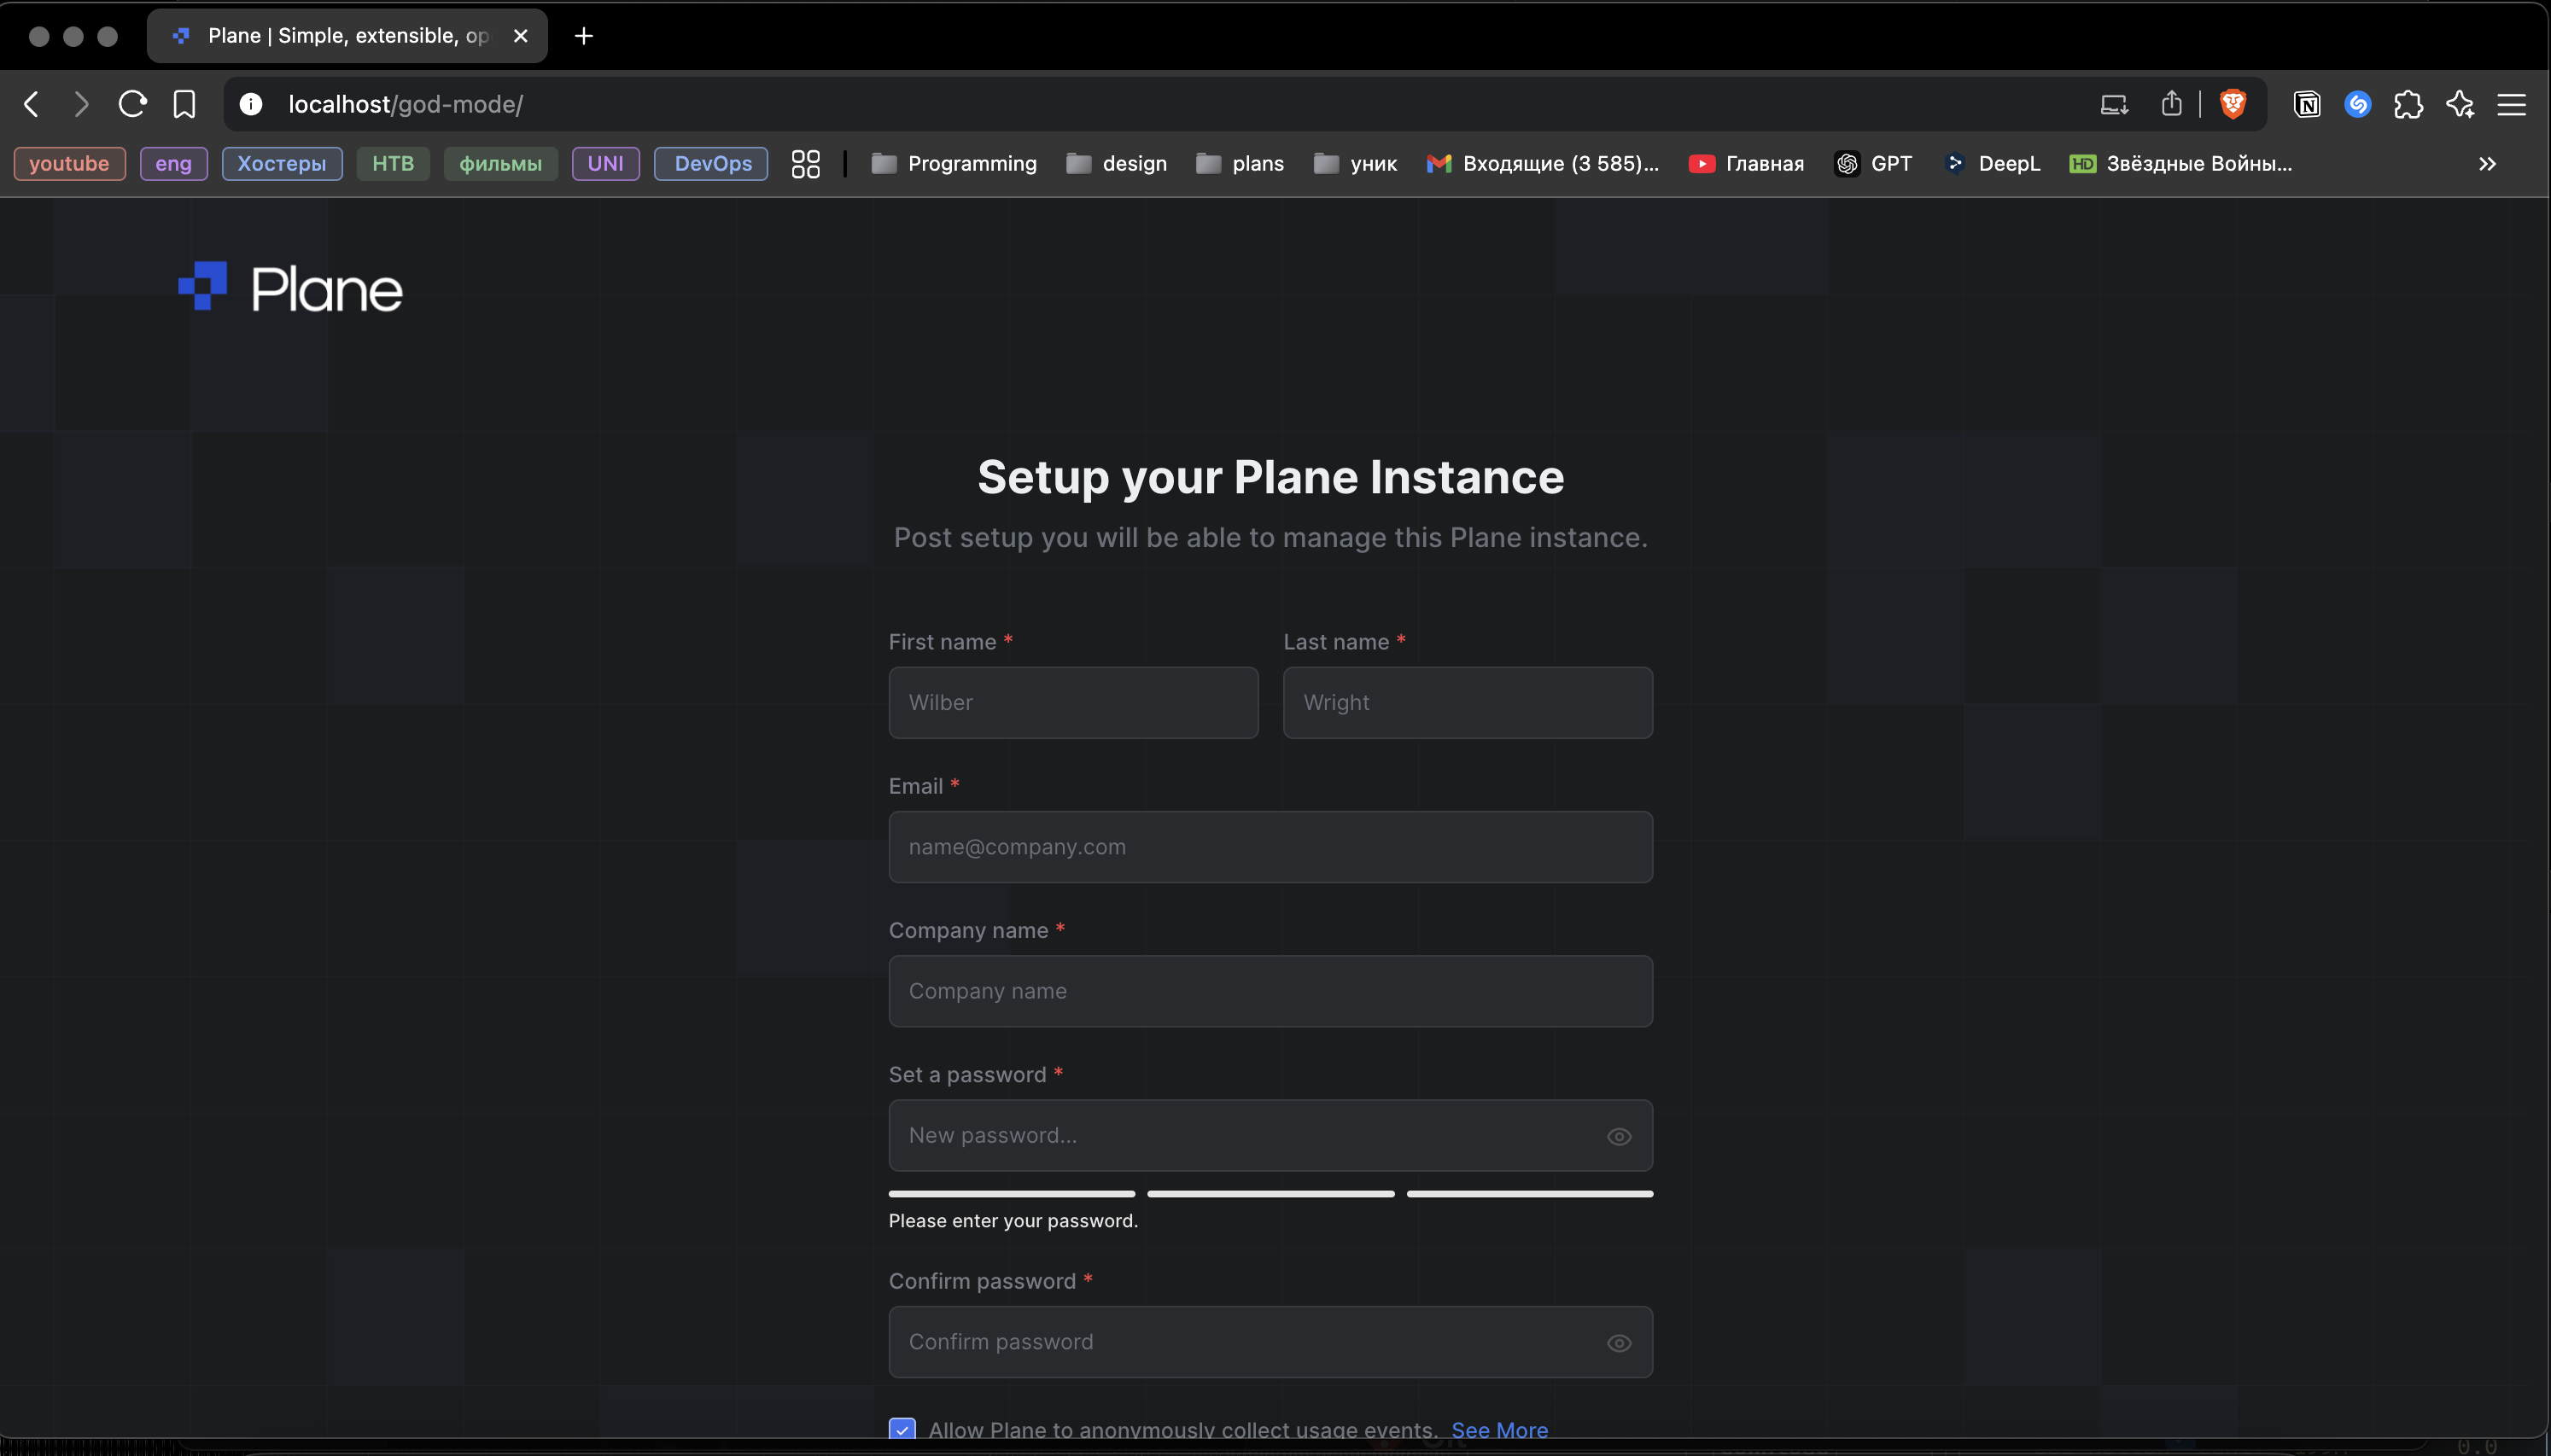 Plane | Simple, extensible, op
localhost/god-mode/
youtube eng Хостеры НТВ фильмы UNI DevOps Programming design plans уник Входящие (3 585)... Главная GPT DeepL HD Звёздные Войны...
Plane
Setup your Plane Instance
Post setup you will be able to manage this Plane instance.
First name * Last name *
Wilber Wright
Email *
name@company.com
Company name *
Company name
Set a password *
New password...
Please enter your password.
Confirm password *
Confirm password
Allow Plane to anonymously collect usage events. See More
0.0